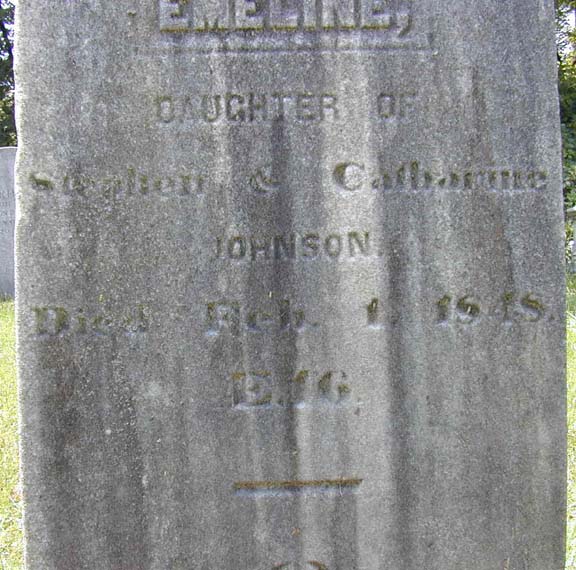 EMELINE,
DAUGHTER OF
Stephen & Catharine
JOHNSON.
Died Feb. 1, 1848.
Æ. 16.